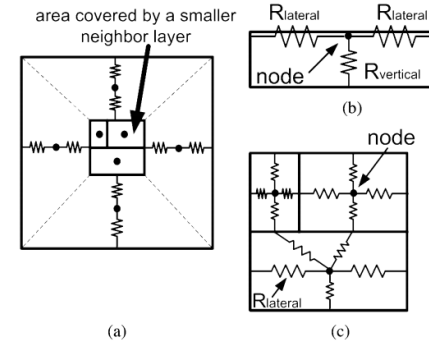 area covered by a smaller
neighbor layer
(a)
Rlateral Rlateral
node
Rvertical
(b)
node
Rlateral
(c)